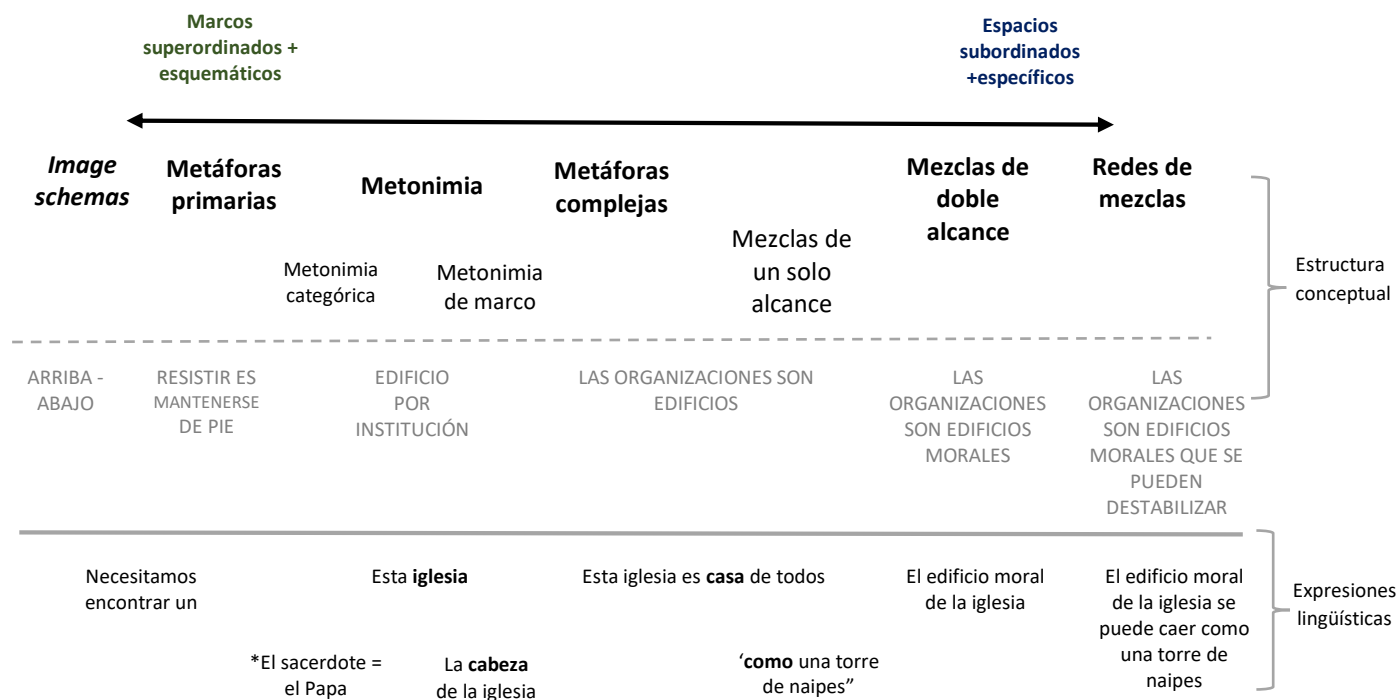 Marcos
superordinados +
esquemáticos
Espacios
subordinados
+específicos
Image
schemas
Metáforas
primarias
Metonimia
Metáforas
complejas
Mezclas de
doble
alcance
Redes de
mezclas
Metonimia
categórica
Metonimia
de marco
Mezclas de
un solo
alcance
Estructura
conceptual
ARRIBA -
ABAJO
RESISTIR ES
MANTENERSE
DE PIE
EDIFICIO
POR
INSTITUCIÓN
LAS ORGANIZACIONES SON
EDIFICIOS
LAS
ORGANIZACIONES
SON EDIFICIOS
MORALES
LAS
ORGANIZACIONES
SON EDIFICIOS
MORALES QUE SE
PUEDEN
DESTABILIZAR
Necesitamos
encontrar un
Esta iglesia
Esta iglesia es casa de todos
El edificio moral
de la iglesia
El edificio moral
de la iglesia se
puede caer como
una torre de
naipes
Expresiones
lingüísticas
*El sacerdote =
el Papa
La cabeza
de la iglesia
‘como una torre
de naipes”